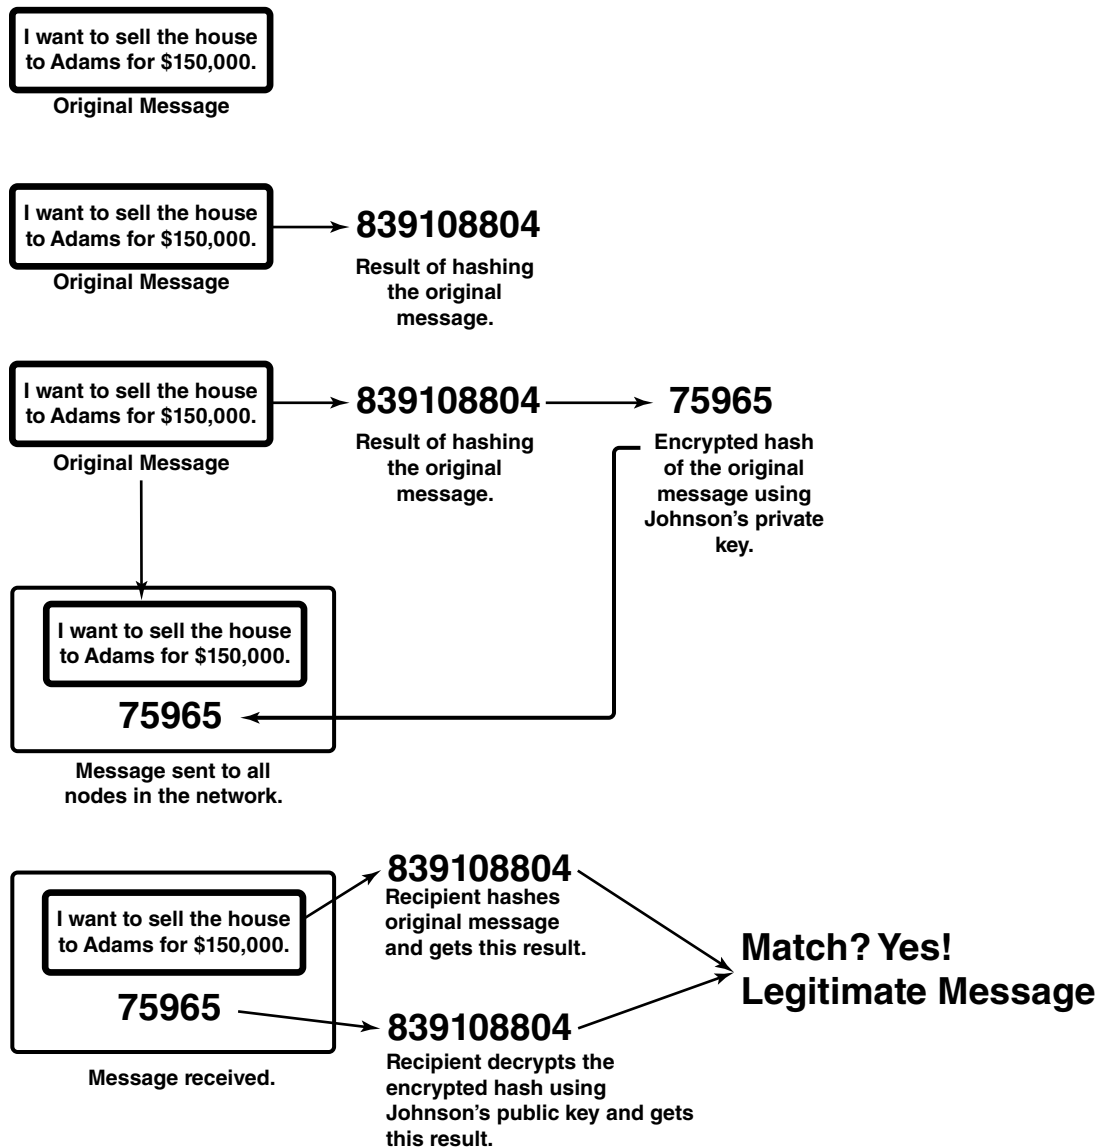 I want to sell the house
to Adams for $150,000.
Original Message
I want to sell the house
to Adams for $150,000.
Original Message
839108804
Result of hashing
the original
message.
I want to sell the house
to Adams for $150,000.
Original Message
839108804
Result of hashing
the original
message.
75965
Encrypted hash
of the original
message using
Johnson’s private
key.
I want to sell the house
to Adams for $150,000.
75965
Message sent to all
nodes in the network.
I want to sell the house
to Adams for $150,000.
75965
Message received.
839108804
Recipient hashes
original message
and gets this result.
839108804
Recipient decrypts the
encrypted hash using
Johnson’s public key and gets
this result.
Match? Yes!
Legitimate Message